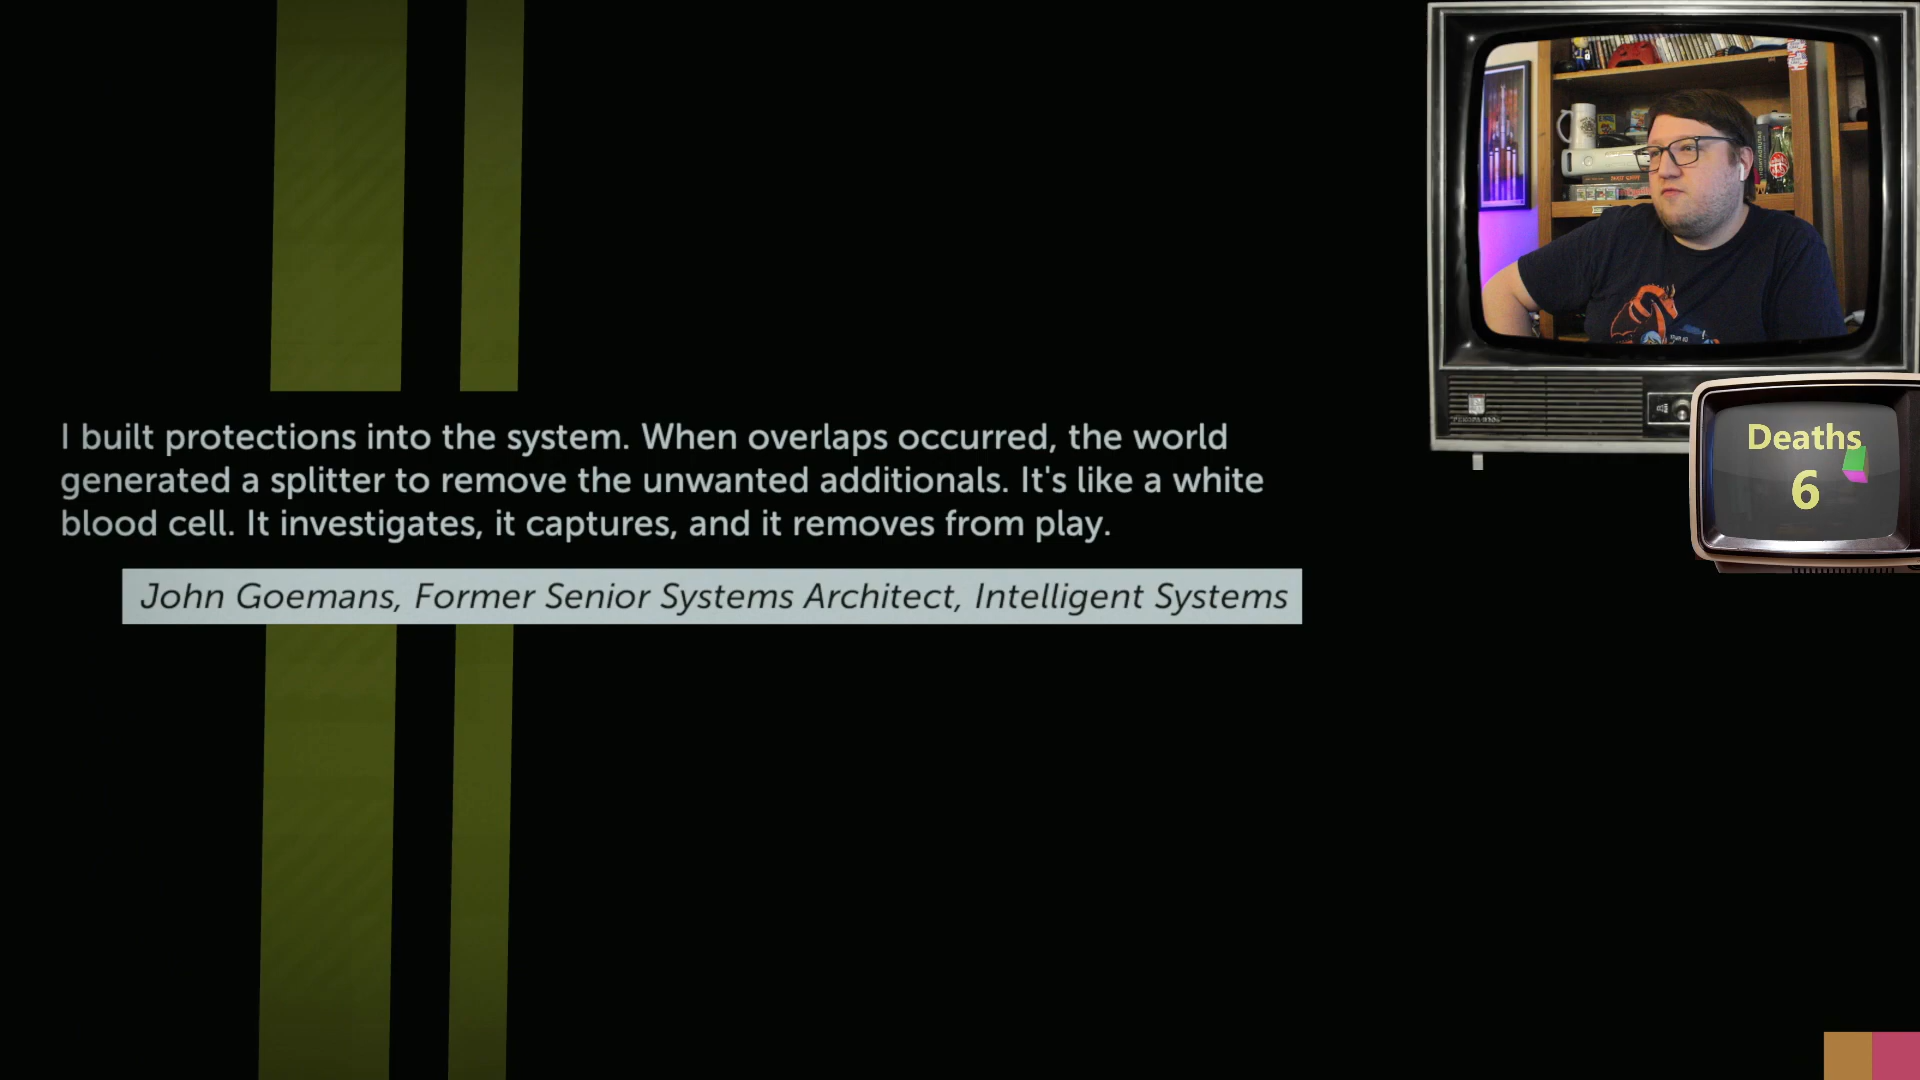 I built protections into the system. When overlaps occurred, the world
generated a splitter to remove the unwanted additionals. It's like a white
blood cell. It investigates, it captures, and it removes from play.
John Goemans, Former Senior Systems Architect, Intelligent Systems
Deaths
6